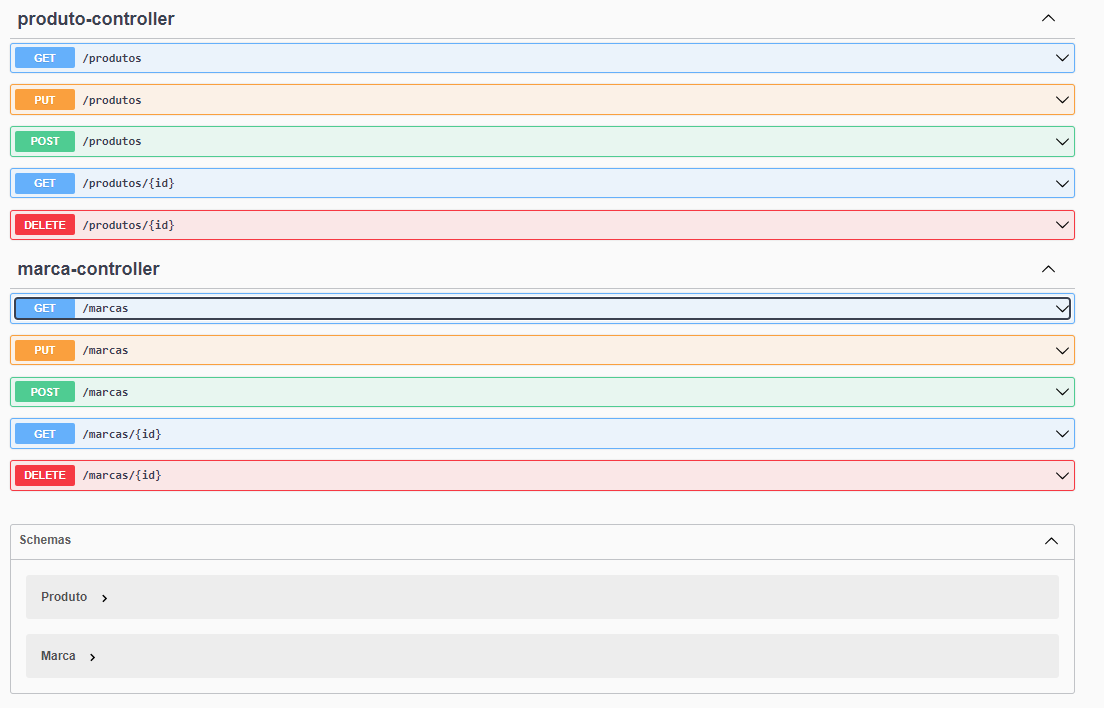 produto-controller
GET /produtos
PUT /produtos
POST /produtos
GET /produtos/{id}
DELETE /produtos/{id}
marca-controller
GET /marcas
PUT /marcas
POST /marcas
GET /marcas/{id}
DELETE /marcas/{id}
Schemas
Produto
Marca